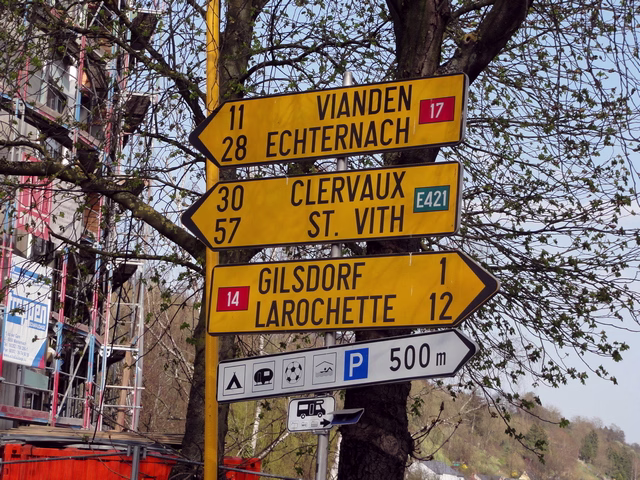 11 VIANDEN 17
28 ECHTERNACH
30 CLERVAUX E421
57 ST. VITH
14 GILSDORF 1
LAROCHETTE 12
P 500 m